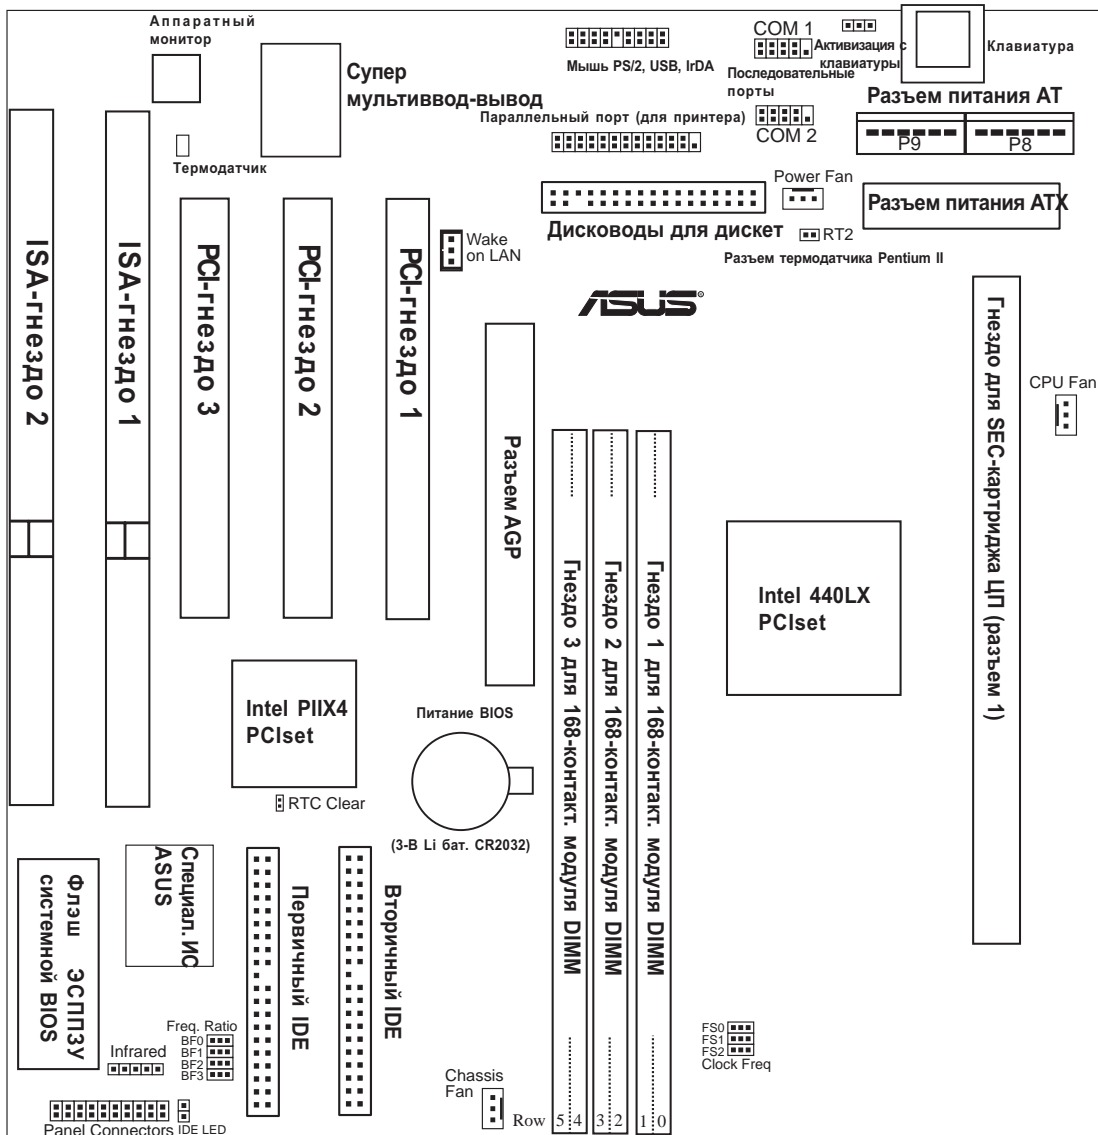 Аппаратный
монитор
Супер
мультиввод-вывод
Термодатчик
Мышь PS/2, USB, IrDA
COM 1
Последовательные
порты
COM 2
Активизация с
клавиатуры
Клавиатура
Параллельный порт (для принтера)
Разъем питания AT
P9
P8
Power Fan
Разъем питания ATX
Дисководы для дискет
RT2
Разъем термодатчика Pentium II
Wake
on LAN
ASUS®
ISA-гнездо 2
ISA-гнездо 1
PCI-гнездо 3
PCI-гнездо 2
PCI-гнездо 1
Разъем AGP
Гнездо 3 для 168-контакт. модуля DIMM
Гнездо 2 для 168-контакт. модуля DIMM
Гнездо 1 для 168-контакт. модуля DIMM
Гнездо для SEC-картриджа ЦП (разъем 1)
CPU Fan
Intel 440LX
PCIset
Intel PIIX4
PCIset
Питание BIOS
(3-В Li бат. CR2032)
RTC Clear
Флэш ЭСППЗУ
системной BIOS
Специал. ИС
ASUS
Первичный IDE
Вторичный IDE
Freq. Ratio
BF0
BF1
BF2
BF3
Infrared
Panel Connectors
IDE LED
Chassis
Fan
Row
5 4
3 2
1 0
FS0
FS1
FS2
Clock Freq